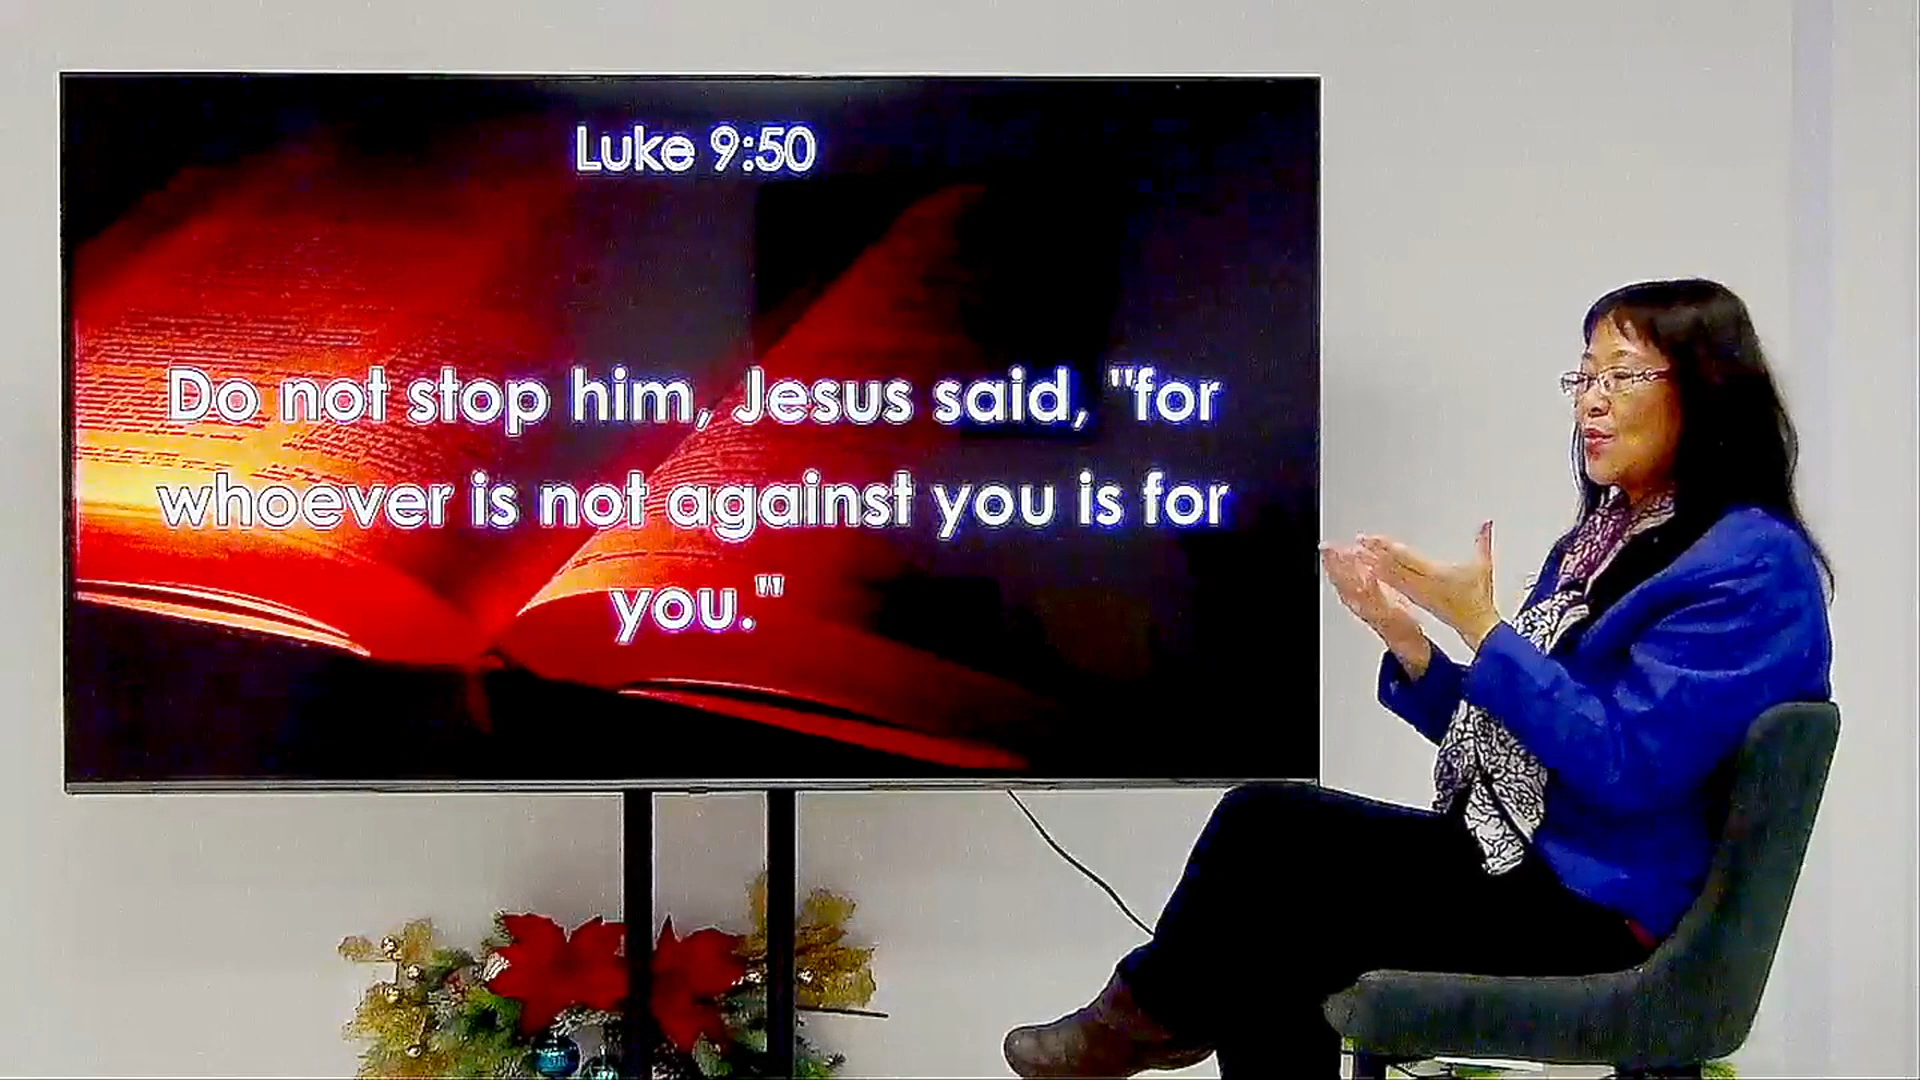 Luke 9:50
Do not stop him, Jesus said, "for
whoever is not against you is for
you."